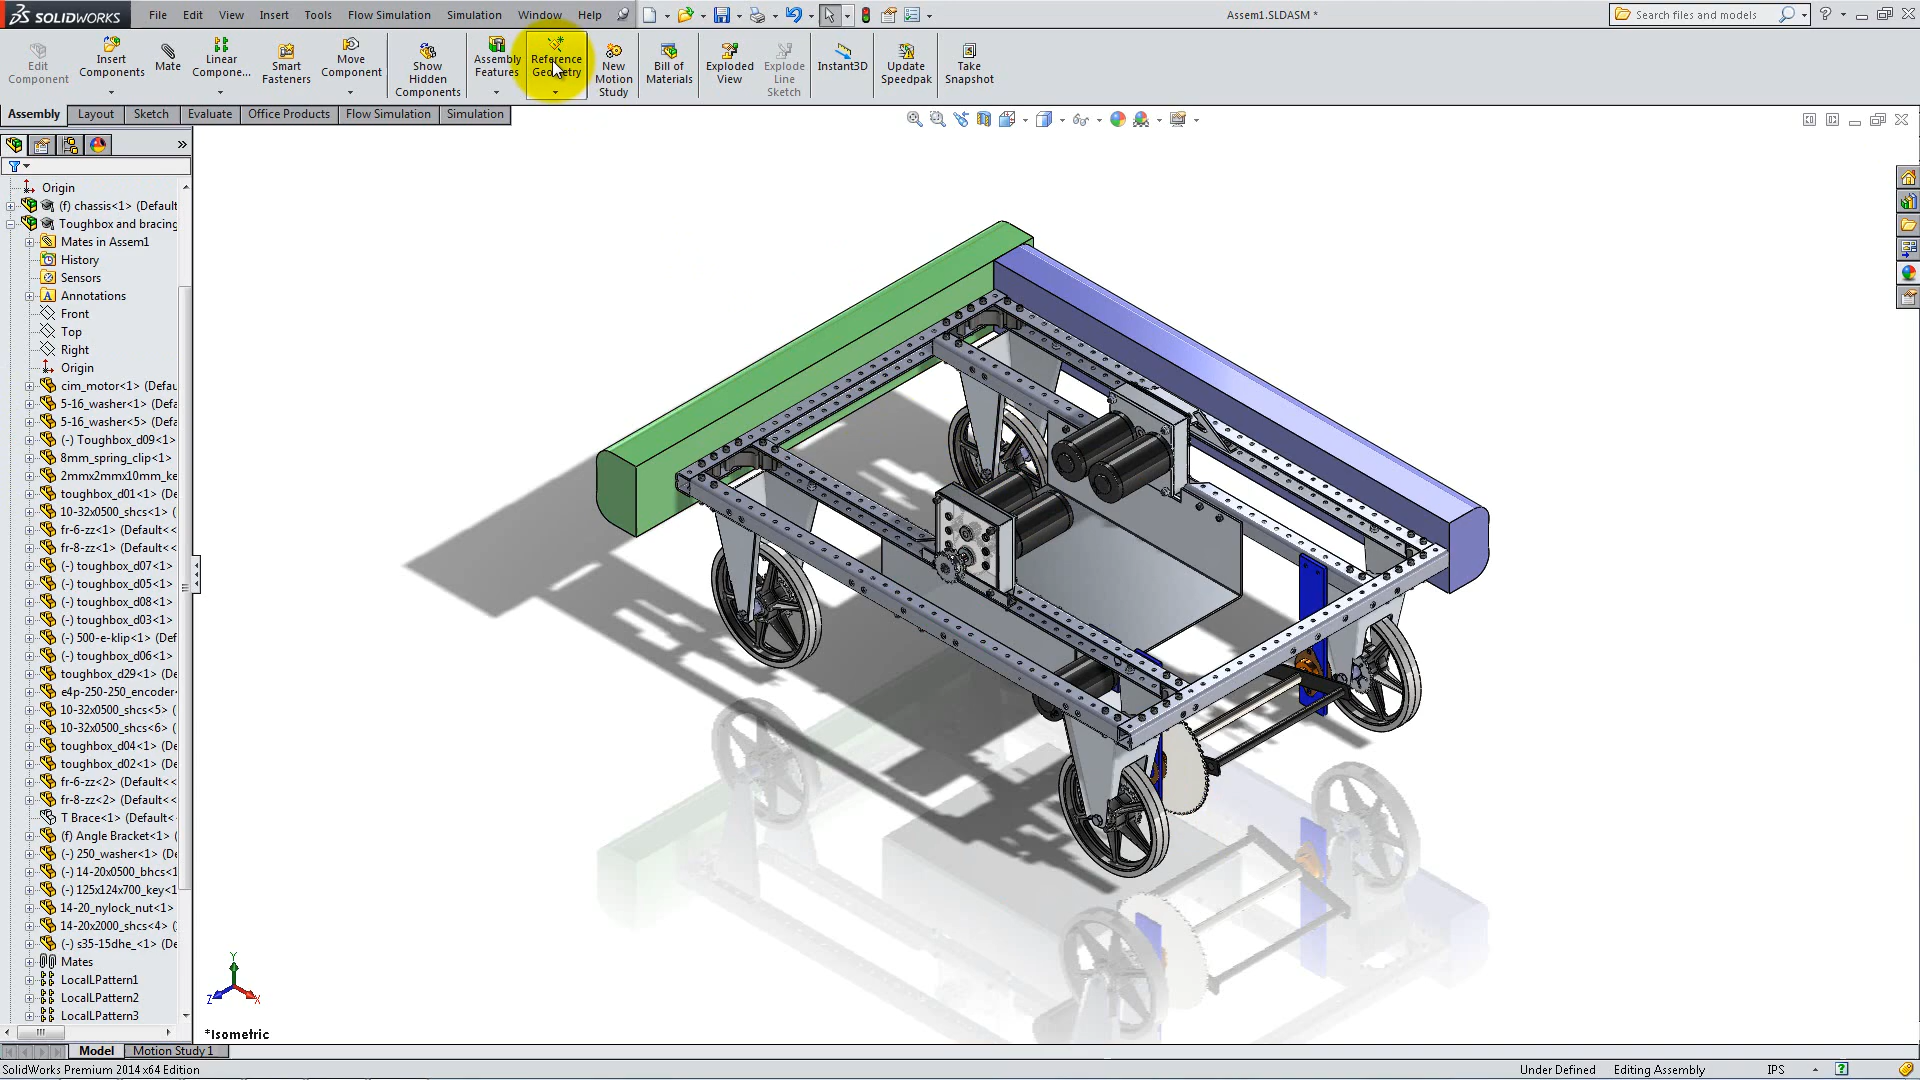 SOLIDWORKS File Edit View Insert Tools Flow Simulation Simulation Window Help Assem1.SLDASM * Search files and models
Edit Component
Insert Components
Mate
Linear Compone...
Smart Fasteners
Move Component
Show Hidden Components
Assembly Features
Reference Geometry
New Motion Study
Bill of Materials
Exploded View
Explode Line Sketch
Instant3D
Update Speedpak
Take Snapshot
Assembly Layout Sketch Evaluate Office Products Flow Simulation Simulation
Origin
(f) chassis<1> (Default
Toughbox and bracing
Mates in Assem1
History
Sensors
Annotations
Front
Top
Right
Origin
cim_motor<1> (Defau
5-16_washer<1> (Defa
5-16_washer<5> (Defa
(-) Toughbox_d09<1>
8mm_spring_clip<1>
2mmx2mmx10mm_ke
toughbox_d01<1> (De
10-32x0500_shcs<1> (
fr-6-zz<1> (Default<<
fr-8-zz<1> (Default<<
(-) toughbox_d07<1>
(-) toughbox_d05<1>
(-) toughbox_d08<1>
(-) toughbox_d03<1>
(-) 500-e-klip<1> (Def
(-) toughbox_d06<1>
toughbox_d29<1> (De
e4p-250-250_encoder
10-32x0500_shcs<5> (
10-32x0500_shcs<6> (
toughbox_d04<1> (De
toughbox_d02<1> (De
fr-6-zz<2> (Default<<
fr-8-zz<2> (Default<<
T Brace<1> (Default<
(f) Angle Bracket<1> (
(-) 250_washer<1> (De
(-) 14-20x0500_bhcs<1
(-) 125x124x700_key<1
14-20_nylock_nut<1>
14-20x2000_shcs<4> (
(-) s35-15dhe_<1> (De
Mates
LocalLPattern1
LocalLPattern2
LocalLPattern3
Y
Z X
*Isometric
Model Motion Study 1
SolidWorks Premium 2014 x64 Edition Under Defined Editing Assembly IPS